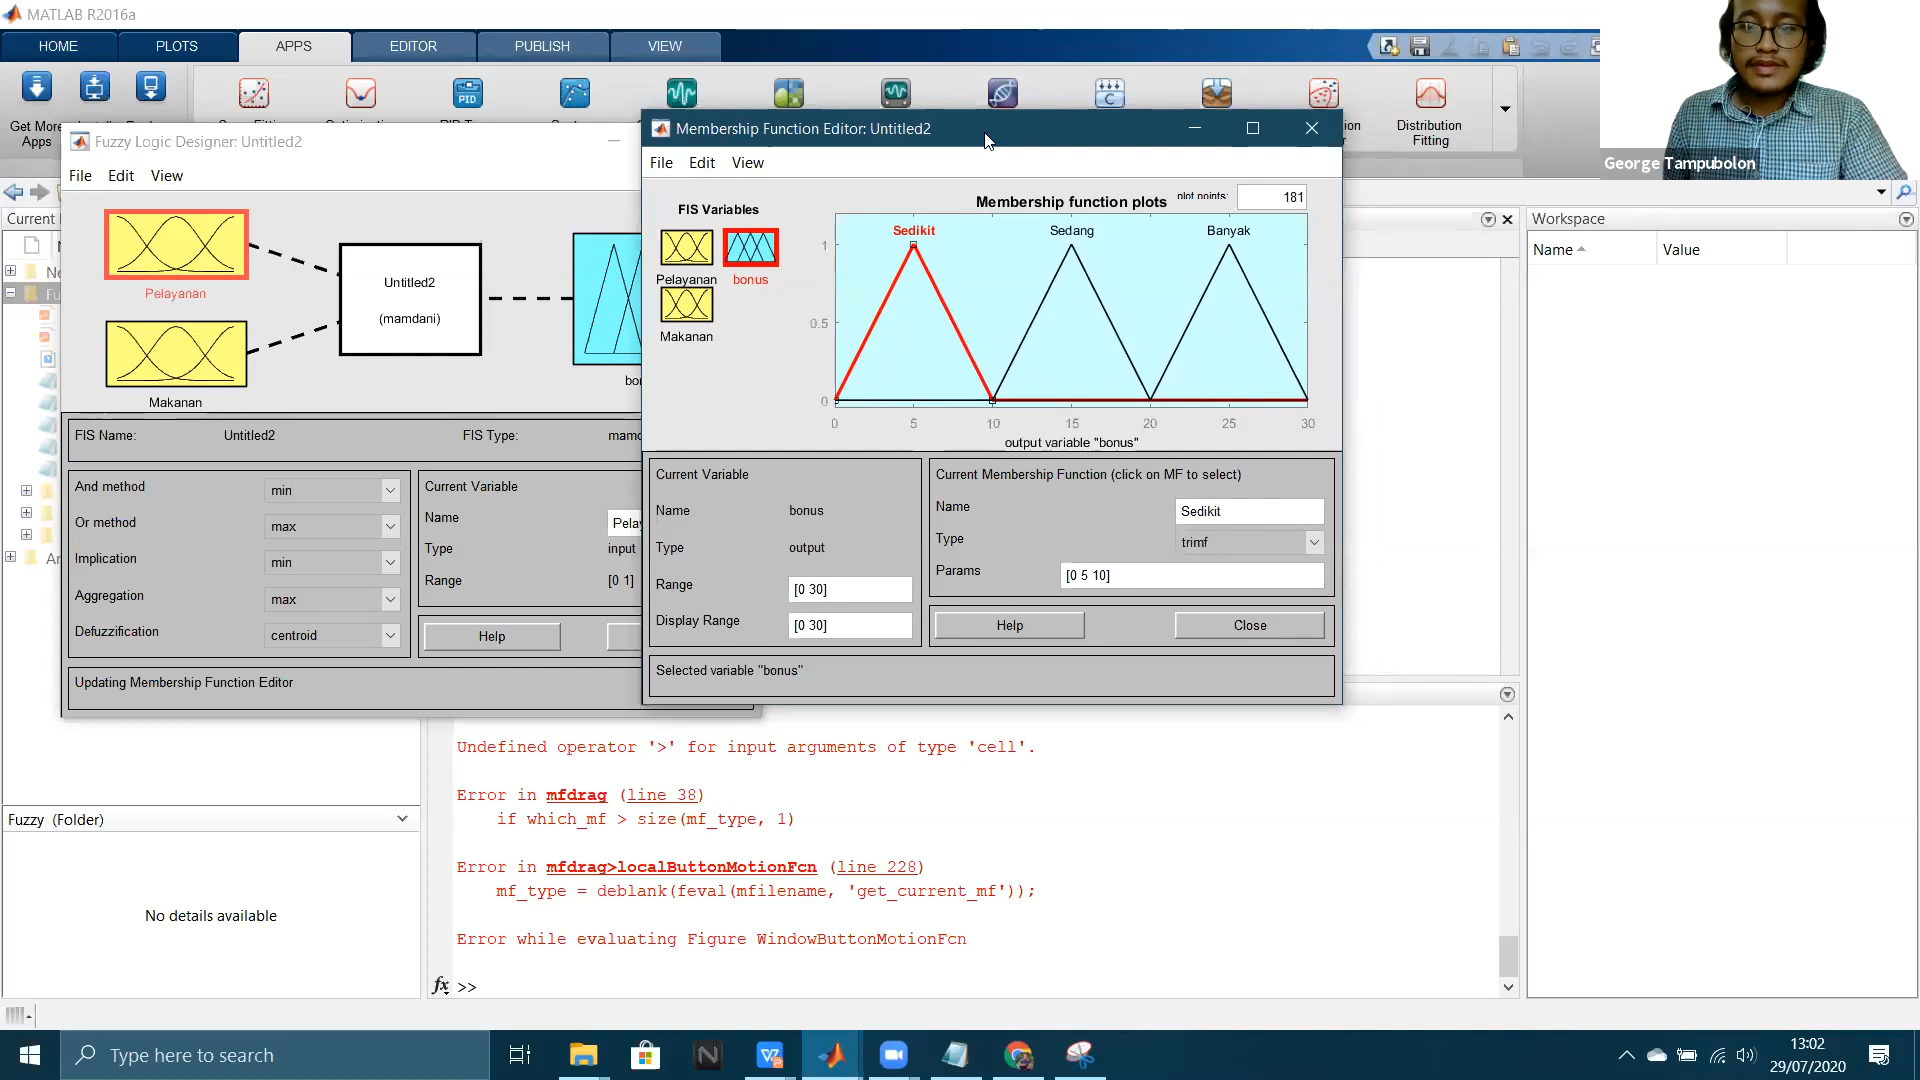 MATLAB R2016a
HOME
PLOTS
APPS
EDITOR
PUBLISH
VIEW
Get More
Apps
PID
Distribution
Fitting
George Tampubolon
Fuzzy Logic Designer: Untitled2
File Edit View
Pelayanan
Makanan
Untitled2
(mamdani)
FIS Name: Untitled2 FIS Type:
And method min
Or method max
Implication min
Aggregation max
Defuzzification centroid
Current Variable
Name
Type input
Range [0 1]
Help
Updating Membership Function Editor
Membership Function Editor: Untitled2
File Edit View
FIS Variables
Pelayanan
bonus
Makanan
Membership function plots
plot points: 181
Sedikit Sedang Banyak
1
0.5
0
0 5 10 15 20 25 30
output variable "bonus"
Current Variable
Name bonus
Type output
Range [0 30]
Display Range [0 30]
Current Membership Function (click on MF to select)
Name Sedikit
Type trimf
Params [0 5 10]
Help
Close
Selected variable "bonus"
Current
Workspace
Name Value
Undefined operator '>' for input arguments of type 'cell'.
Error in mfdrag (line 38)
if which_mf > size(mf_type, 1)
Error in mfdrag>localButtonMotionFcn (line 228)
mf_type = deblank(feval(mfilename, 'get_current_mf'));
Error while evaluating Figure WindowButtonMotionFcn
fx >>
Fuzzy (Folder)
No details available
Type here to search
13:02
29/07/2020